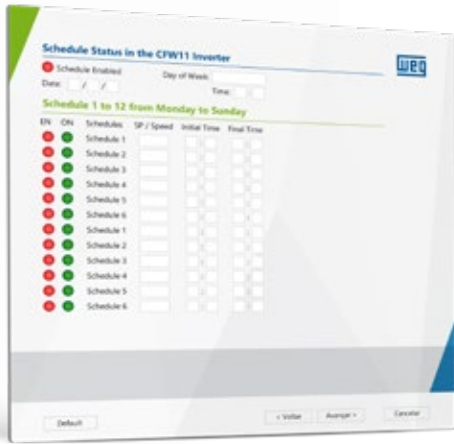 Schedule Status in the CFW11 Inverter
WEG
Schedule Enabled
Day of Week:
Date: / /
Time:
Schedule 1 to 12 from Monday to Sunday
EN ON Schedules SP / Speed Initial Time Final Time
Schedule 1
Schedule 2
Schedule 3
Schedule 4
Schedule 5
Schedule 6
Schedule 1
Schedule 2
Schedule 3
Schedule 4
Schedule 5
Schedule 6
Default
< Voltar
Avançar >
Cancelar